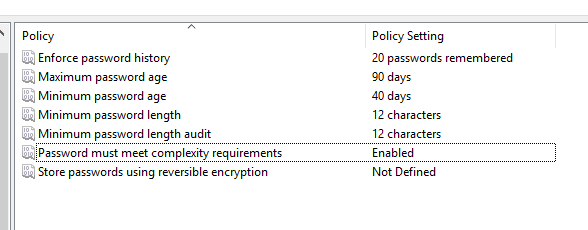 Policy Policy Setting
Enforce password history 20 passwords remembered
Maximum password age 90 days
Minimum password age 40 days
Minimum password length 12 characters
Minimum password length audit 12 characters
Password must meet complexity requirements Enabled
Store passwords using reversible encryption Not Defined